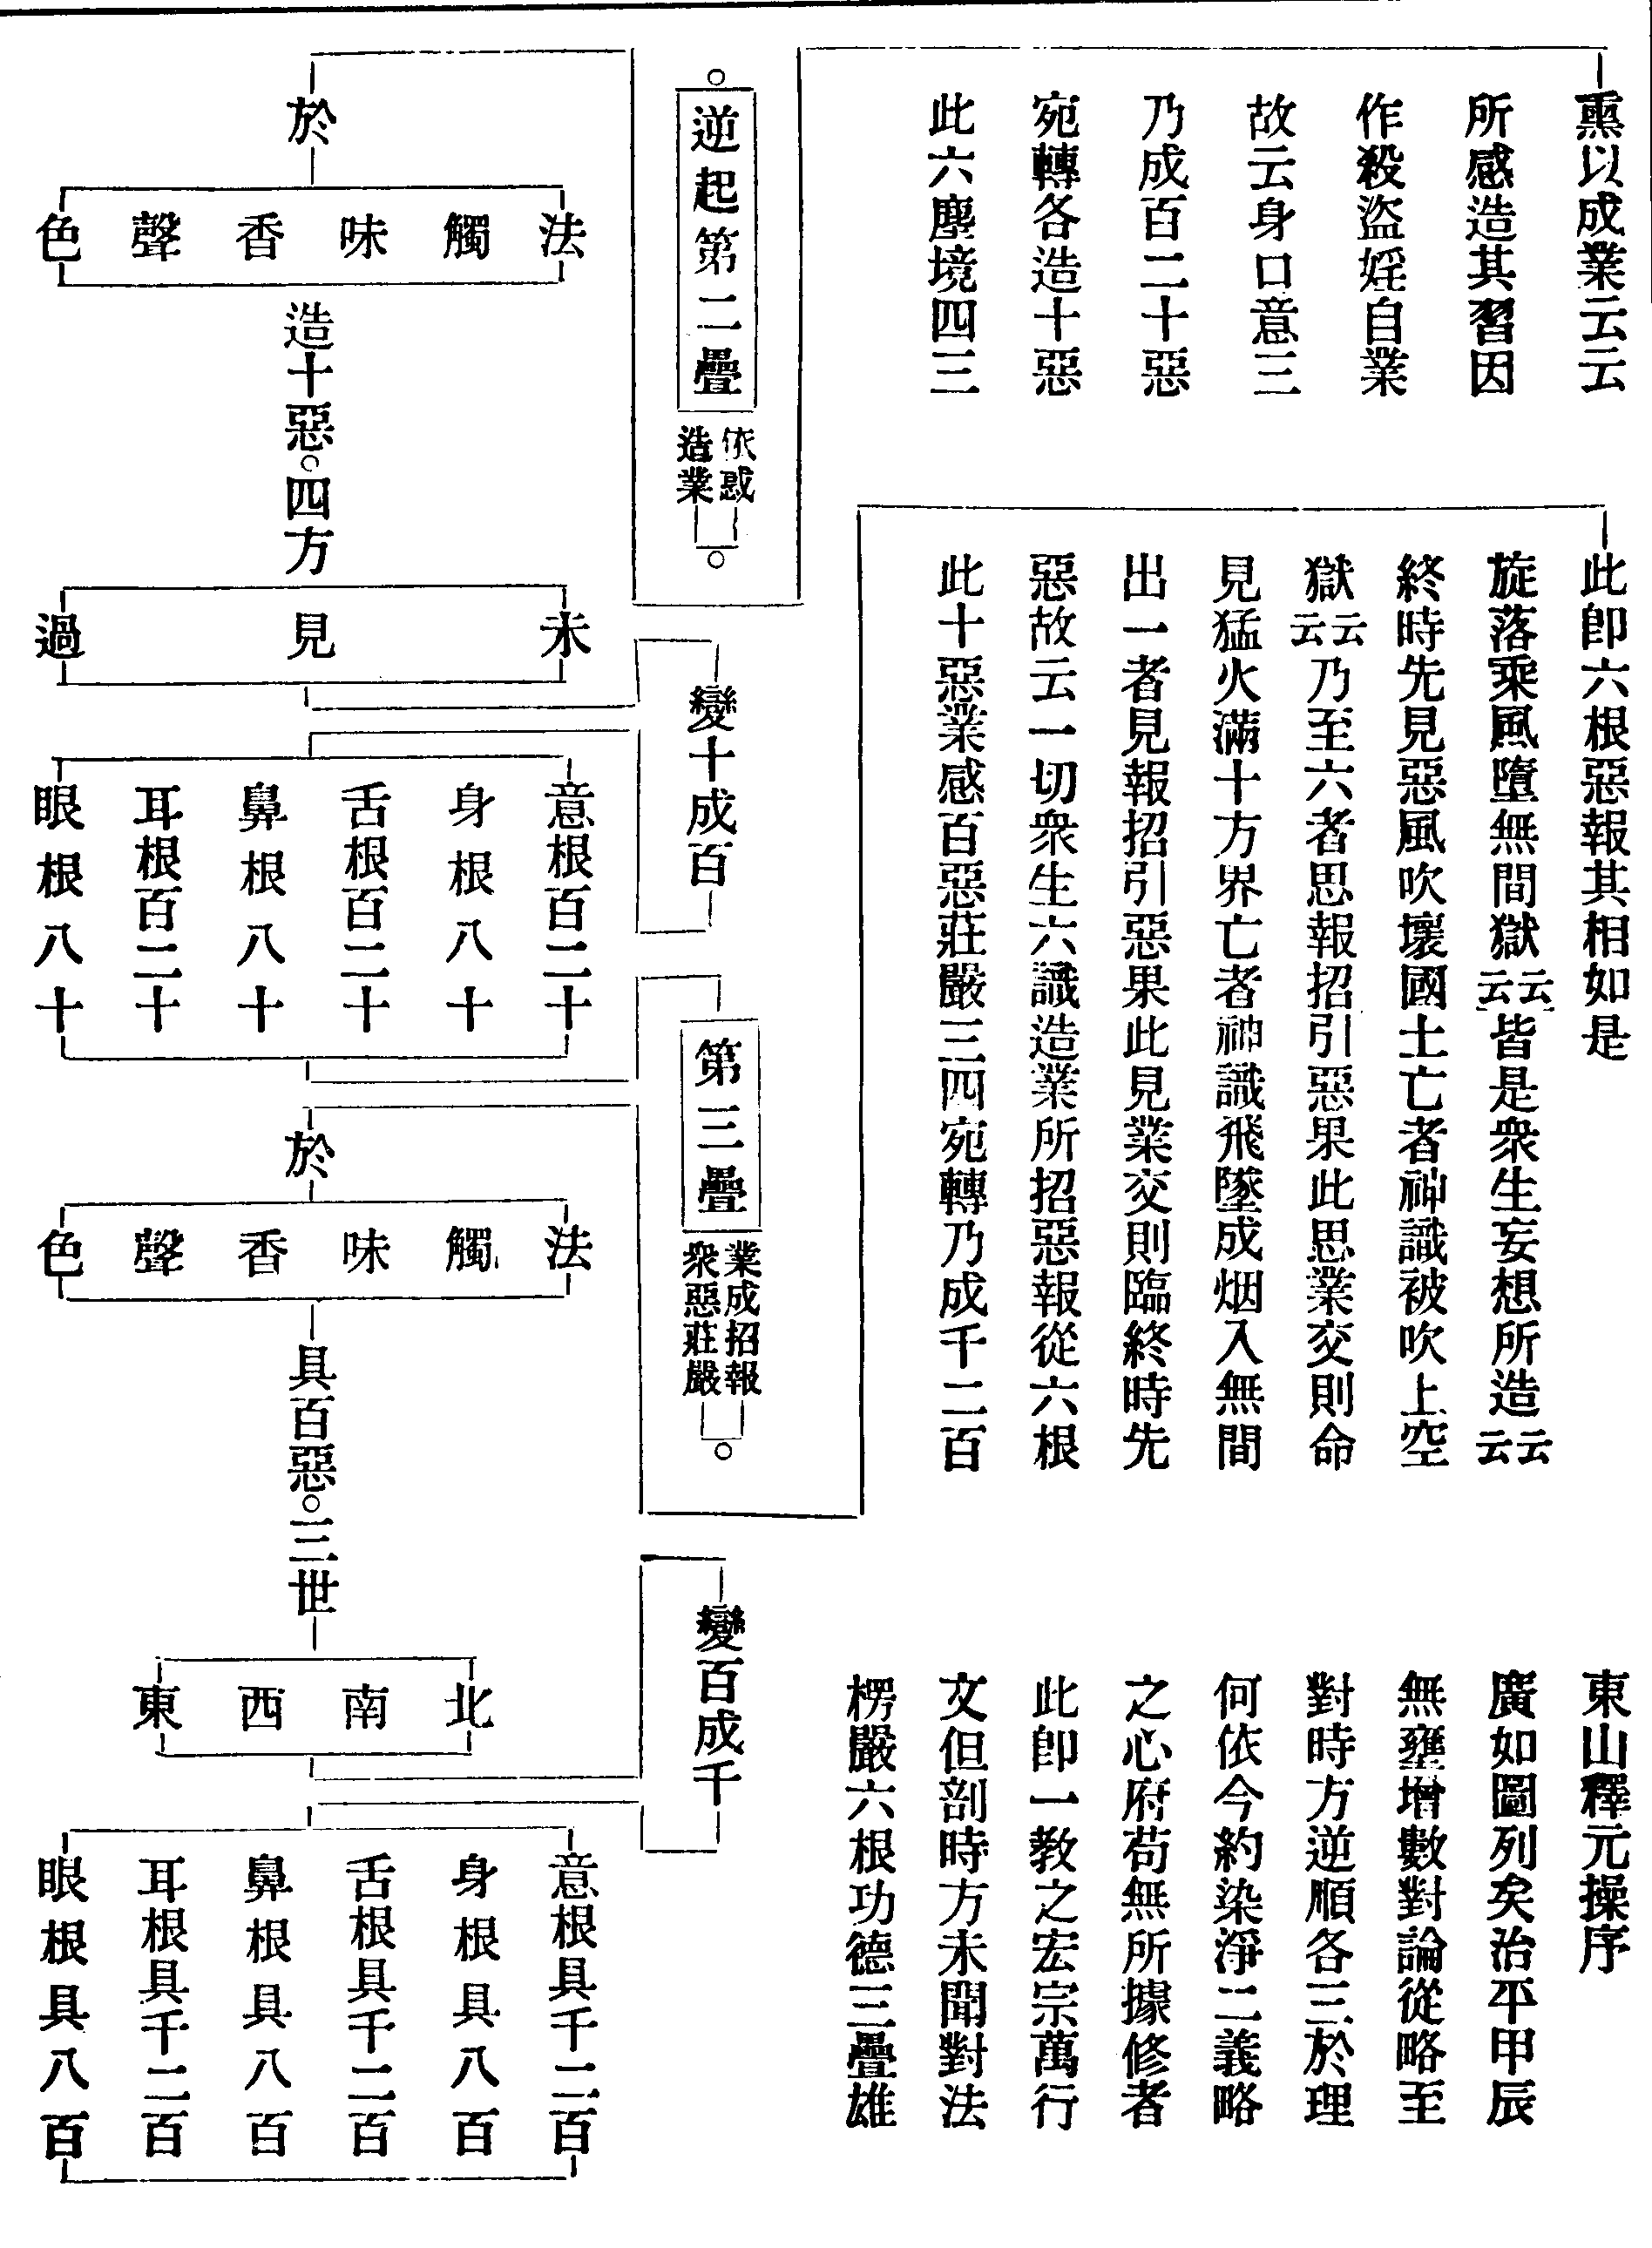 逆起第二疊
依惑
造業
此六塵境四三
宛轉各造十惡
乃成百二十惡
故云身口意三
作殺盜婬自業
所感造其習因
熏以成業云云
於
色
聲
香
味
觸
法
造十惡○四方
過
見
未
變十成百
眼根八十
耳根百二十
鼻根八十
舌根百二十
身根八十
意根百二十
第三疊
業成招報
衆惡莊嚴
此十惡業感百惡莊嚴三四宛轉乃成千二百
惡故云一切衆生六識造業所招惡報從六根
出一者見報招引惡果此見業交則臨終時先
見猛火滿十方界亡者神識飛墜成烟入無間
獄云云乃至六者思報招引惡果此思業交則命
終時先見惡風吹壞國土亡者神識被吹上空
旋落乘風墮無間獄云云皆是衆生妄想所造云云
此卽六根惡報其相如是
於
色
聲
香
味
觸
法
具百惡○三世
東
西
南
北
變百成千
眼根具八百
耳根具千二百
鼻根具八百
舌根具千二百
身根具八百
意根具千二百
楞嚴六根功德三疊雄
文但剖時方未聞對法
此卽一教之宏宗萬行
之心府苟無所據修者
何依今約染淨二義略
對時方逆順各三於理
無壅增數對論從略至
廣如圖列矣治平甲辰
東山釋元操序